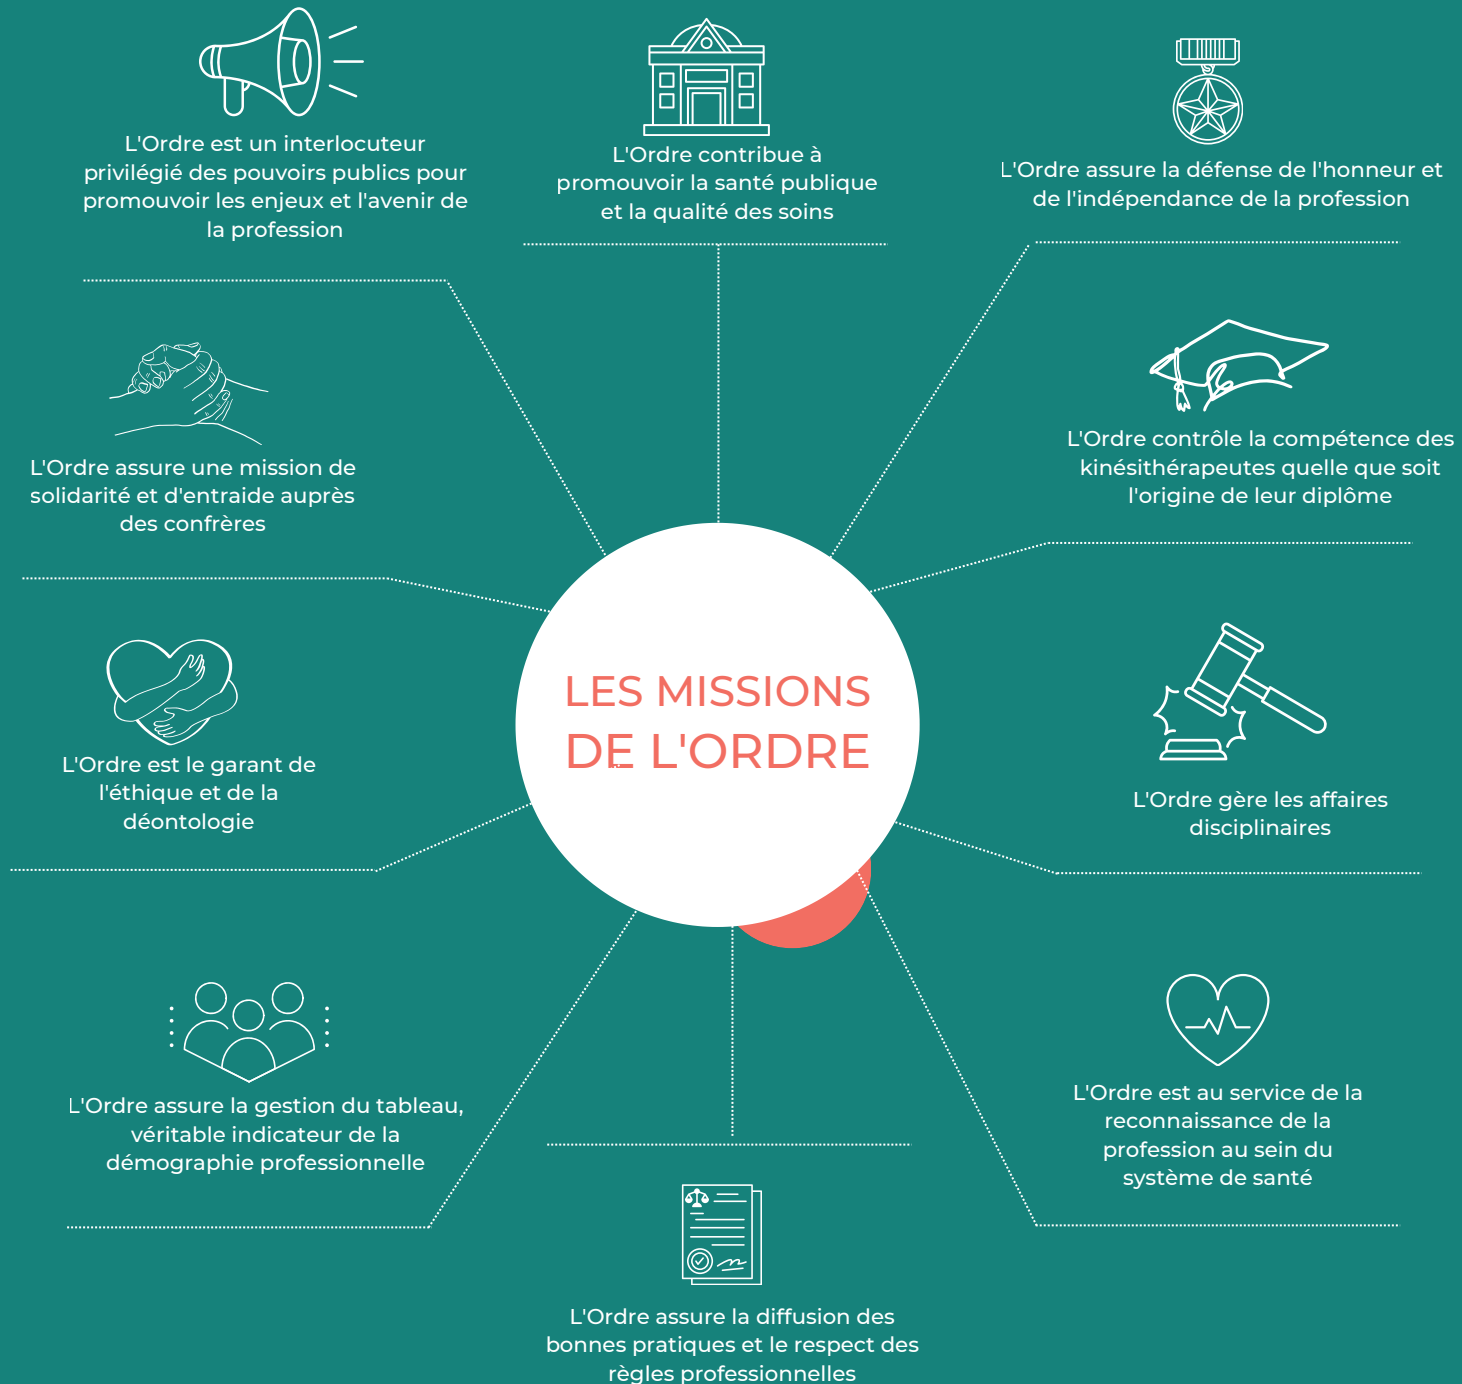 L'Ordre est un interlocuteur
privilégié des pouvoirs publics pour
promouvoir les enjeux et l'avenir de
la profession
L'Ordre contribue à
promouvoir la santé publique
et la qualité des soins
L'Ordre assure la défense de l'honneur et
de l'indépendance de la profession
L'Ordre assure une mission de
solidarité et d'entraide auprès
des confrères
L'Ordre contrôle la compétence des
kinésithérapeutes quelle que soit
l'origine de leur diplôme
LES MISSIONS
DE L'ORDRE
L'Ordre est le garant de
l'éthique et de la
déontologie
L'Ordre gère les affaires
disciplinaires
L'Ordre assure la gestion du tableau,
véritable indicateur de la
démographie professionnelle
L'Ordre est au service de la
reconnaissance de la
profession au sein du
système de santé
L'Ordre assure la diffusion des
bonnes pratiques et le respect des
règles professionnelles